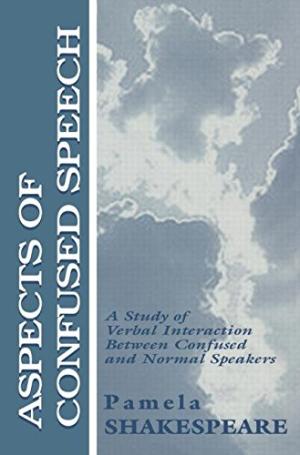 ASPECTS OF
CONFUSED SPEECH
A Study of
Verbal Interaction
Between Confused
and Normal Speakers
Pamela
SHAKESPEARE